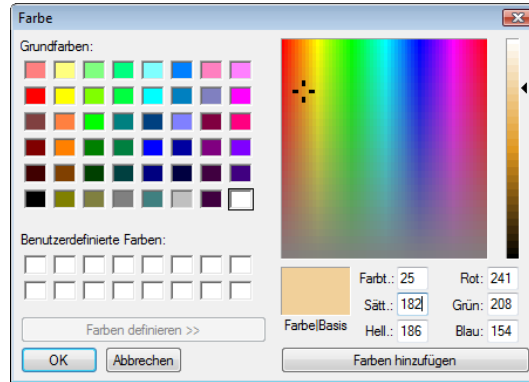 Farbe
Grundfarben:
Benutzerdefinierte Farben:
Farben definieren >>
OK
Abbrechen
Farbe|Basis
Farbt.: 25
Rot: 241
Sätt.: 182
Grün: 208
Hell.: 186
Blau: 154
Farben hinzufügen